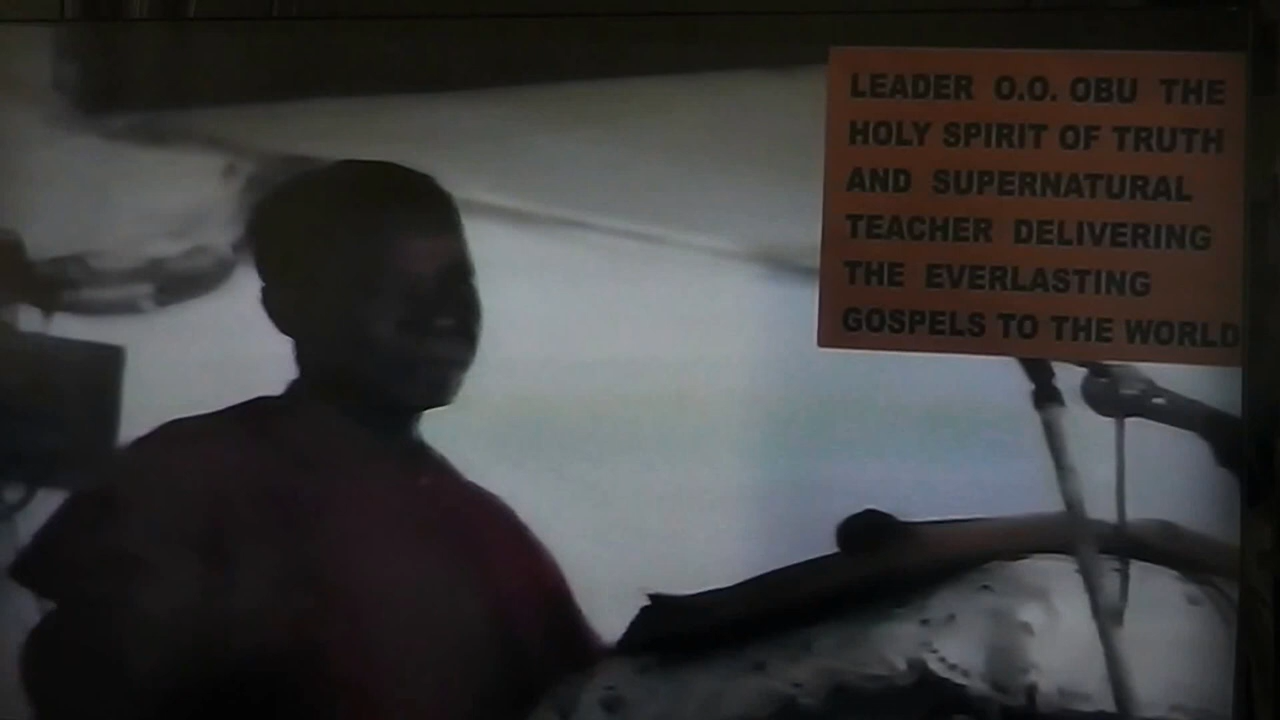 LEADER O.O. OBU THE
HOLY SPIRIT OF TRUTH
AND SUPERNATURAL
TEACHER DELIVERING
THE EVERLASTING
GOSPELS TO THE WORLD